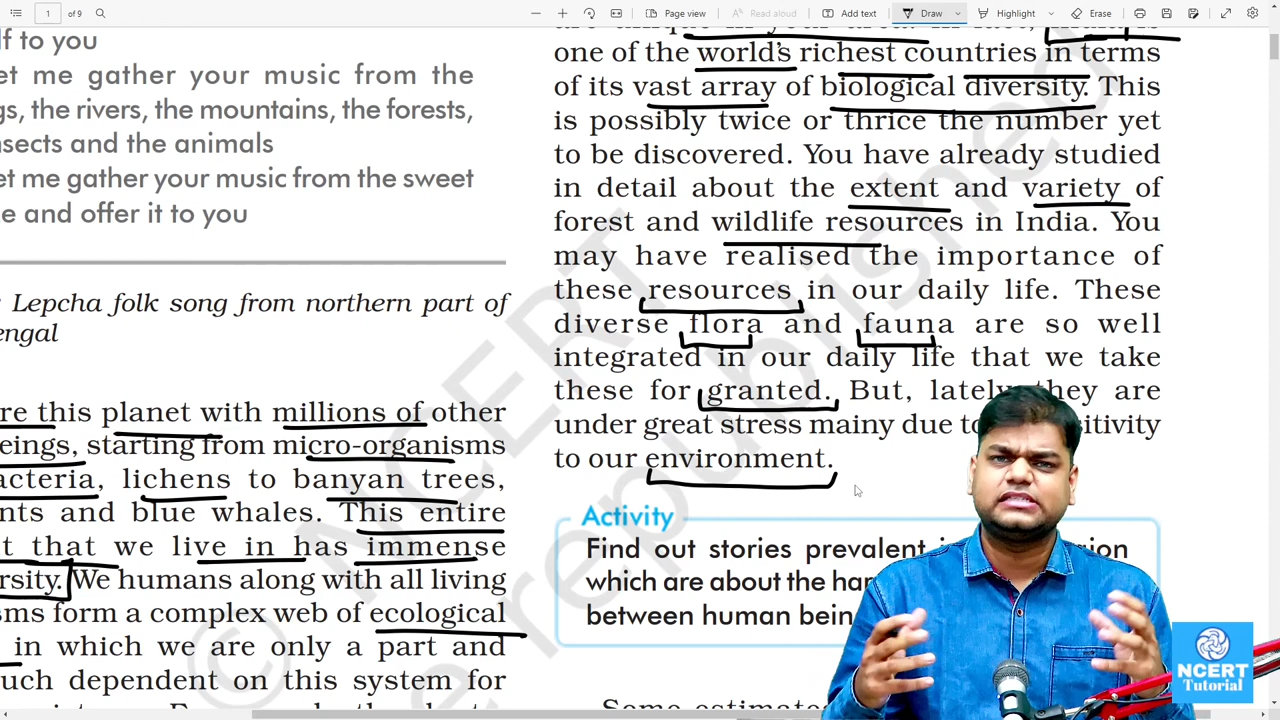 1 of 9
Page view
Read aloud
Add text
Draw
Highlight
Erase
lf to you
et me gather your music from the
gs, the rivers, the mountains, the forests,
nsects and the animals
et me gather your music from the sweet
e and offer it to you
Lepcha folk song from northern part of
engal
re this planet with millions of other
eings, starting from micro-organisms
acteria, lichens to banyan trees,
nts and blue whales. This entire
t that we live in has immense
rsity. We humans along with all living
sms form a complex web of ecological
in which we are only a part and
uch dependent on this system for
one of the world's richest countries in terms
of its vast array of biological diversity. This
is possibly twice or thrice the number yet
to be discovered. You have already studied
in detail about the extent and variety of
forest and wildlife resources in India. You
may have realised the importance of
these resources in our daily life. These
diverse flora and fauna are so well
integrated in our daily life that we take
these for granted. But, lately, they are
under great stress mainy due to sitivity
to our environment.
Activity
Find out stories prevalent i gion
which are about the har
between human bein
Some estimate
© NCERT
be republished
NCERT
Tutorial